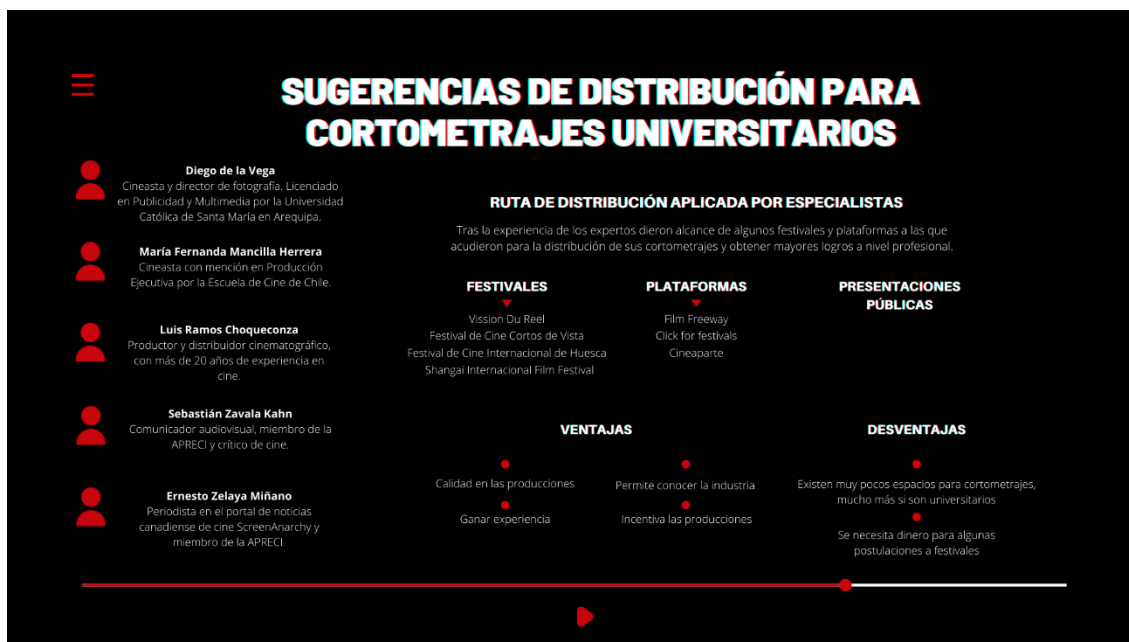 SUGERENCIAS DE DISTRIBUCIÓN PARA
CORTOMETRAJES UNIVERSITARIOS
Diego de la Vega
Cineasta y director de fotografía. Licenciado
en Publicidad y Multimedia por la Universidad
Católica de Santa María en Arequipa.
María Fernanda Mancilla Herrera
Cineasta con mención en Producción
Ejecutiva por la Escuela de Cine de Chile.
Luis Ramos Choqueconza
Productor y distribuidor cinematográfico,
con más de 20 años de experiencia en
cine.
Sebastián Zavala Kahn
Comunicador audiovisual, miembro de la
APRECI y crítico de cine.
Ernesto Zelaya Miñano
Periodista en el portal de noticias
canadiense de cine ScreenAnarchy y
miembro de la APRECI.
RUTA DE DISTRIBUCIÓN APLICADA POR ESPECIALISTAS
Tras la experiencia de los expertos dieron alcance de algunos festivales y plataformas a las que
acudieron para la distribución de sus cortometrajes y obtener mayores logros a nivel profesional.
FESTIVALES
Vission Du Reel
Festival de Cine Cortos de Vista
Festival de Cine Internacional de Huesca
Shangai Internacional Film Festival
PLATAFORMAS
Film Freeway
Click for festivals
Cineaparte
PRESENTACIONES
PÚBLICAS
VENTAJAS
Calidad en las producciones
Ganar experiencia
Permite conocer la industria
Incentiva las producciones
DESVENTAJAS
Existen muy pocos espacios para cortometrajes,
mucho más si son universitarios
Se necesita dinero para algunas
postulaciones a festivales